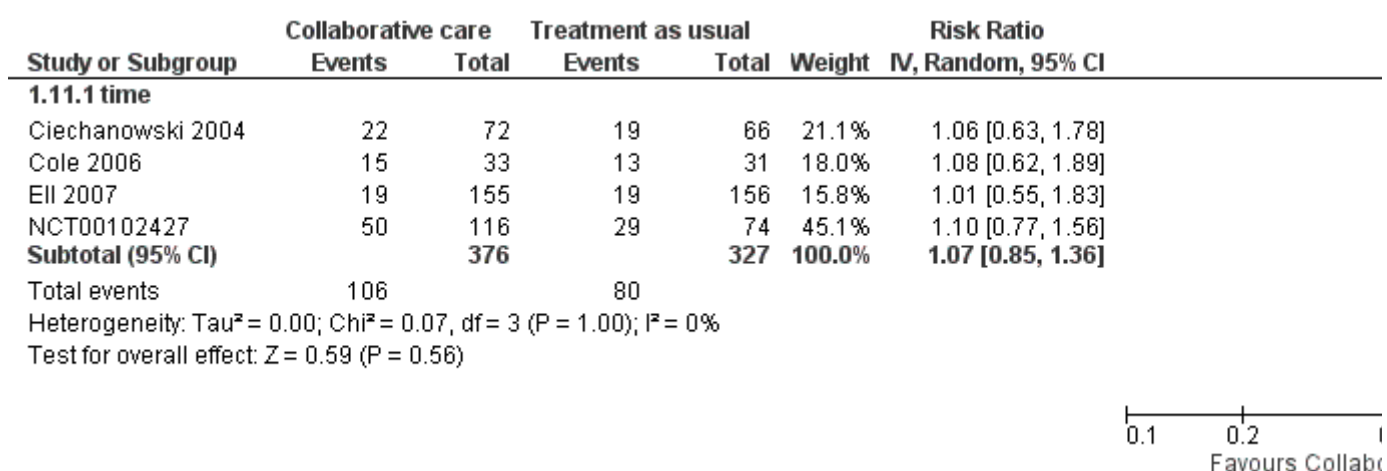 Collaborative care Treatment as usual Risk Ratio
Study or Subgroup Events Total Events Total Weight IV, Random, 95% CI
1.11.1 time
Ciechanowski 2004 22 72 19 66 21.1% 1.06 [0.63, 1.78]
Cole 2006 15 33 13 31 18.0% 1.08 [0.62, 1.89]
Ell 2007 19 155 19 156 15.8% 1.01 [0.55, 1.83]
NCT00102427 50 116 29 74 45.1% 1.10 [0.77, 1.56]
Subtotal (95% CI) 376 327 100.0% 1.07 [0.85, 1.36]
Total events 106 80
Heterogeneity: Tau² = 0.00; Chi² = 0.07, df = 3 (P = 1.00); I² = 0%
Test for overall effect: Z = 0.59 (P = 0.56)
0.1 0.2
Favours